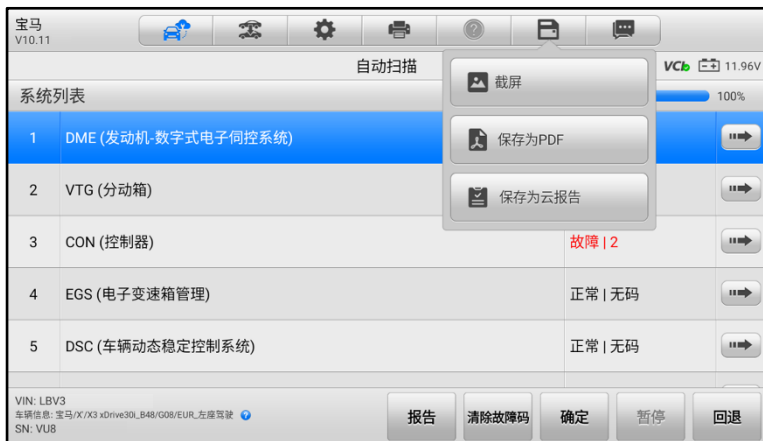 宝马
V10.11
自动扫描
VCI
11.96V
系统列表
100%
截屏
保存为PDF
保存为云报告
1 DME (发动机-数字式电子伺控系统)
2 VTG (分动箱)
3 CON (控制器) 故障 | 2
4 EGS (电子变速箱管理) 正常 | 无码
5 DSC (车辆动态稳定控制系统) 正常 | 无码
VIN: LBV3
车辆信息: 宝马/X'/X3 xDrive30i_B48/G08/EUR_左座驾驶
SN: VU8
报告 清除故障码 确定 暂停 回退